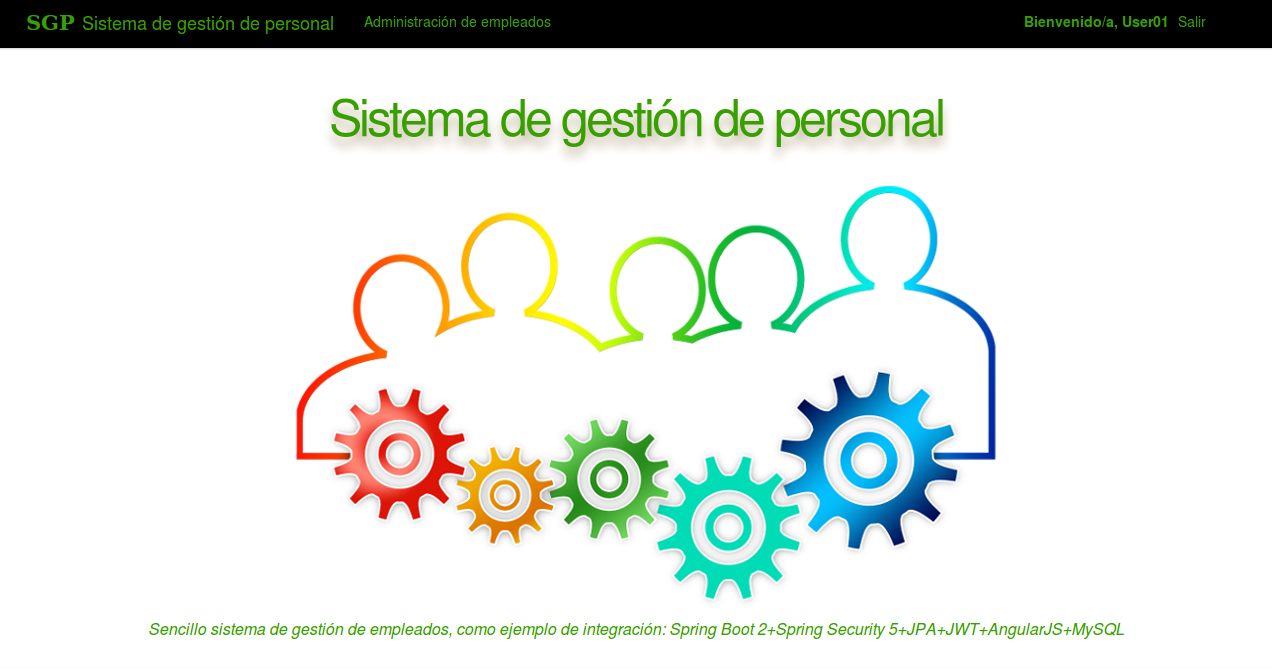 SGP Sistema de gestión de personal Administración de empleados Bienvenido/a, User01 Salir
Sistema de gestión de personal
Sencillo sistema de gestión de empleados, como ejemplo de integración: Spring Boot 2+Spring Security 5+JPA+JWT+AngularJS+MySQL